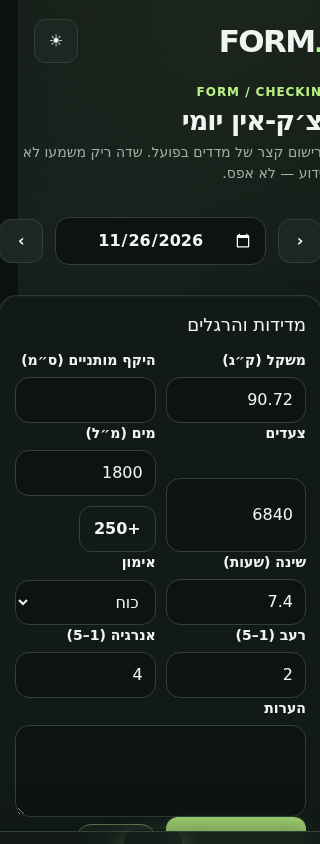 FORM.
FORM / CHECKIN
צ׳ק-אין יומי
רישום קצר של מדדים בפועל. שדה ריק משמעו לא
ידוע — לא אפס.
11/26/2026
מדידות והרגלים
משקל (ק״ג) היקף מותניים (ס״מ)
90.72
צעדים מים (מ״ל)
6840 1800
+250
שינה (שעות) אימון
7.4 כוח
רעב (1–5) אנרגיה (1–5)
2 4
הערות